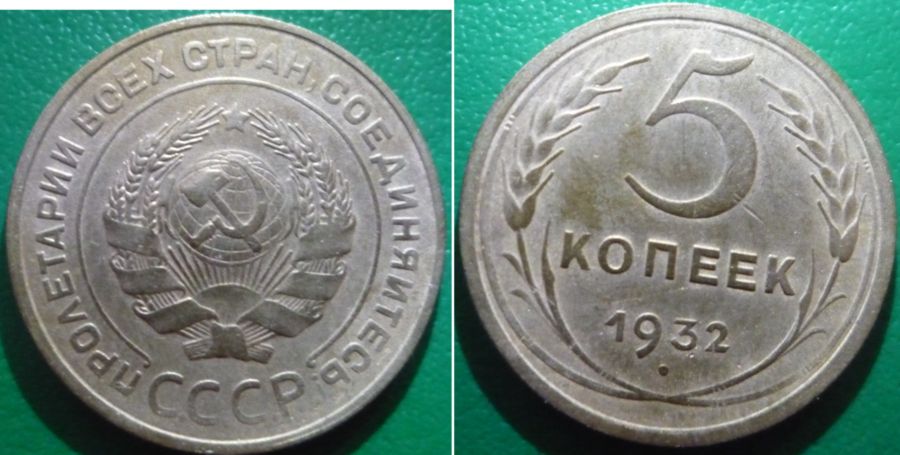 ПРОЛЕТАРИИ ВСЕХ СТРАН, СОЕДИНЯЙТЕСЬ!
СССР
5
КОПЕЕК
1932